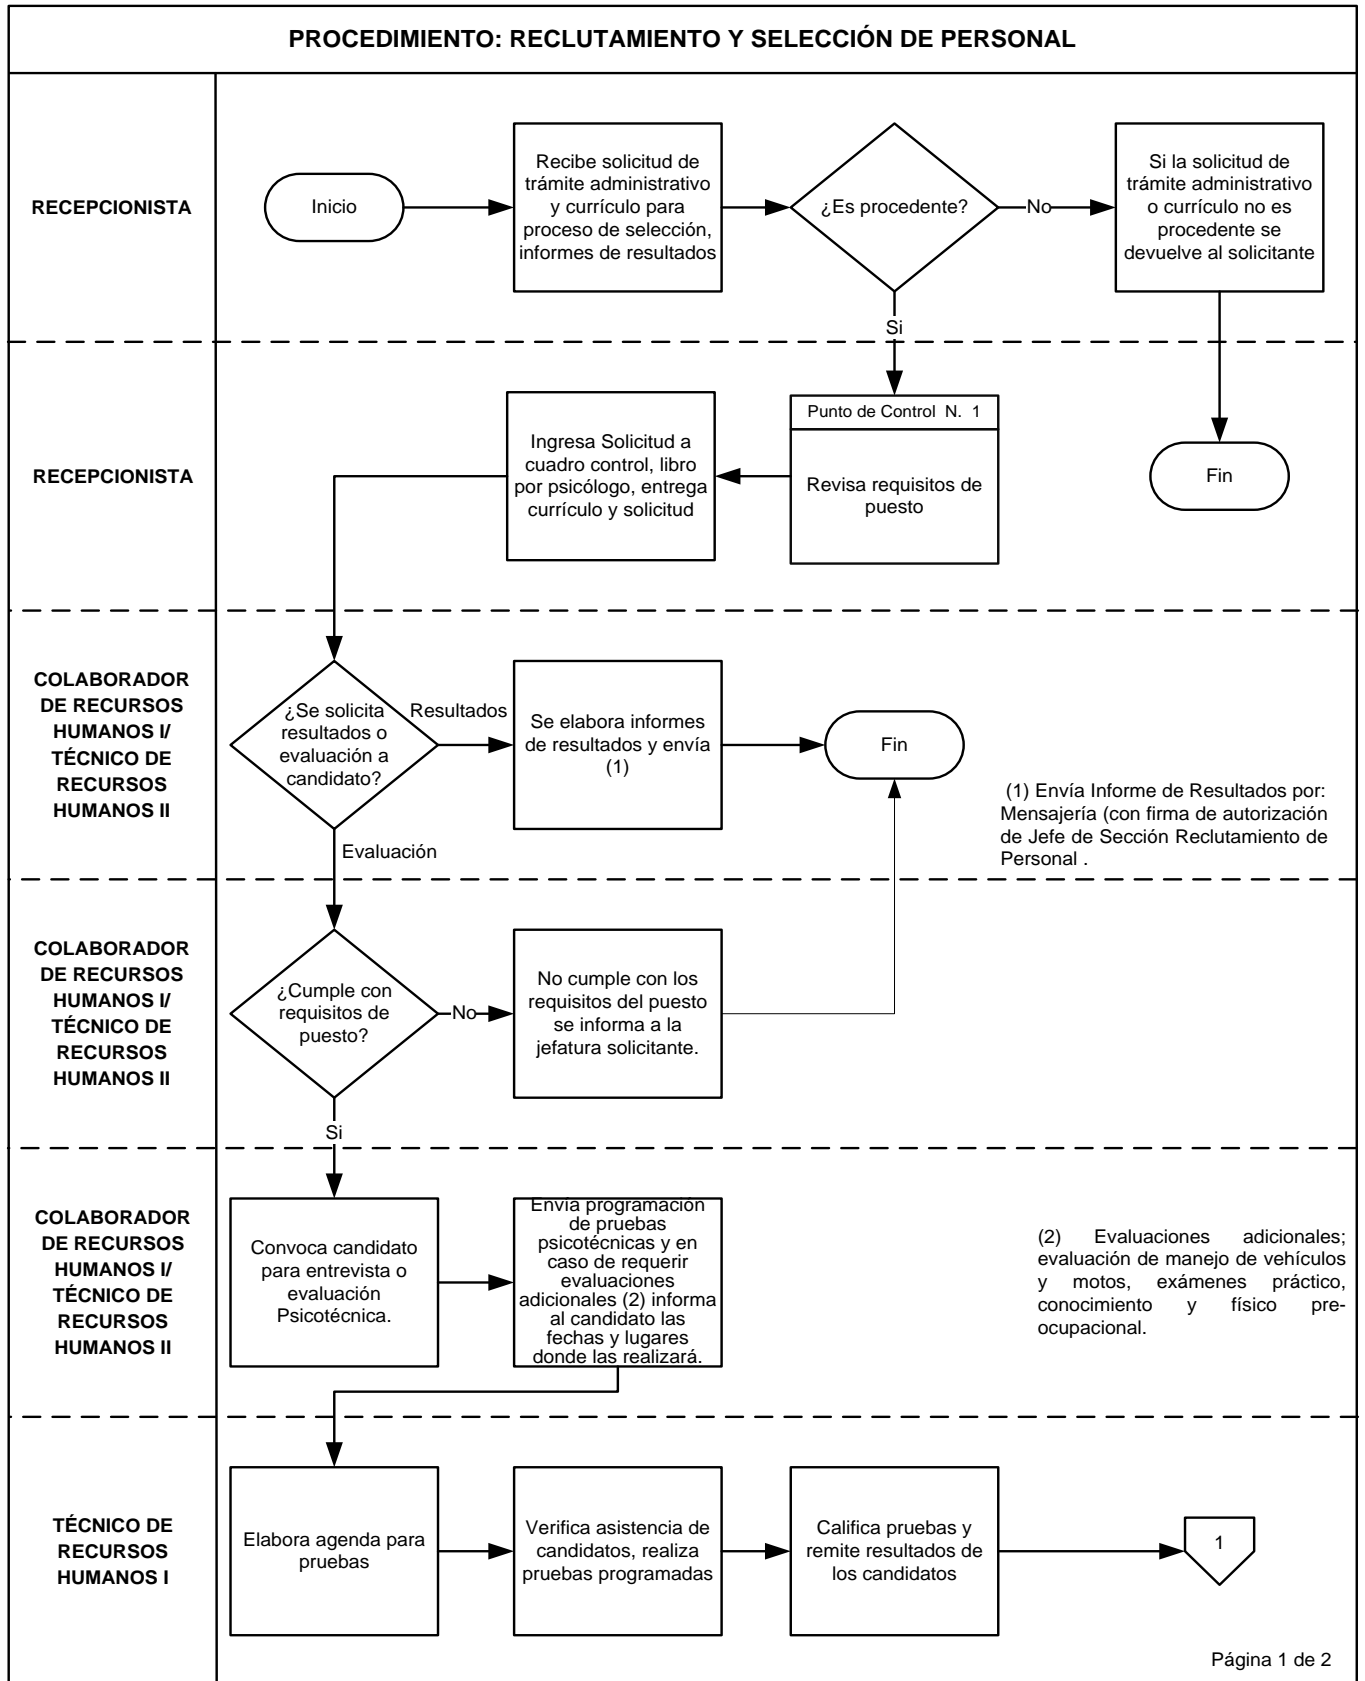 PROCEDIMIENTO: RECLUTAMIENTO Y SELECCIÓN DE PERSONAL
RECEPCIONISTA
Inicio
Recibe solicitud de
trámite administrativo
y currículo para
proceso de selección,
informes de resultados
¿Es procedente?
No
Si la solicitud de
trámite administrativo
o currículo no es
procedente se
devuelve al solicitante
Si
RECEPCIONISTA
Ingresa Solicitud a
cuadro control, libro
por psicólogo, entrega
currículo y solicitud
Punto de Control N. 1
Revisa requisitos de
puesto
Fin
COLABORADOR
DE RECURSOS
HUMANOS I/
TÉCNICO DE
RECURSOS
HUMANOS II
¿Se solicita
resultados o
evaluación a
candidato?
Resultados
Se elabora informes
de resultados y envía
(1)
Fin
(1) Envía Informe de Resultados por:
Mensajería (con firma de autorización
de Jefe de Sección Reclutamiento de
Personal .
Evaluación
COLABORADOR
DE RECURSOS
HUMANOS I/
TÉCNICO DE
RECURSOS
HUMANOS II
¿Cumple con
requisitos de
puesto?
No
No cumple con los
requisitos del puesto
se informa a la
jefatura solicitante.
Si
COLABORADOR
DE RECURSOS
HUMANOS I/
TÉCNICO DE
RECURSOS
HUMANOS II
Convoca candidato
para entrevista o
evaluación
Psicotécnica.
Envía programación
de pruebas
psicotécnicas y en
caso de requerir
evaluaciones
adicionales (2) informa
al candidato las
fechas y lugares
donde las realizará.
(2) Evaluaciones adicionales;
evaluación de manejo de vehículos
y motos, exámenes práctico,
conocimiento y físico pre-
ocupacional.
TÉCNICO DE
RECURSOS
HUMANOS I
Elabora agenda para
pruebas
Verifica asistencia de
candidatos, realiza
pruebas programadas
Califica pruebas y
remite resultados de
los candidatos
1
Página 1 de 2